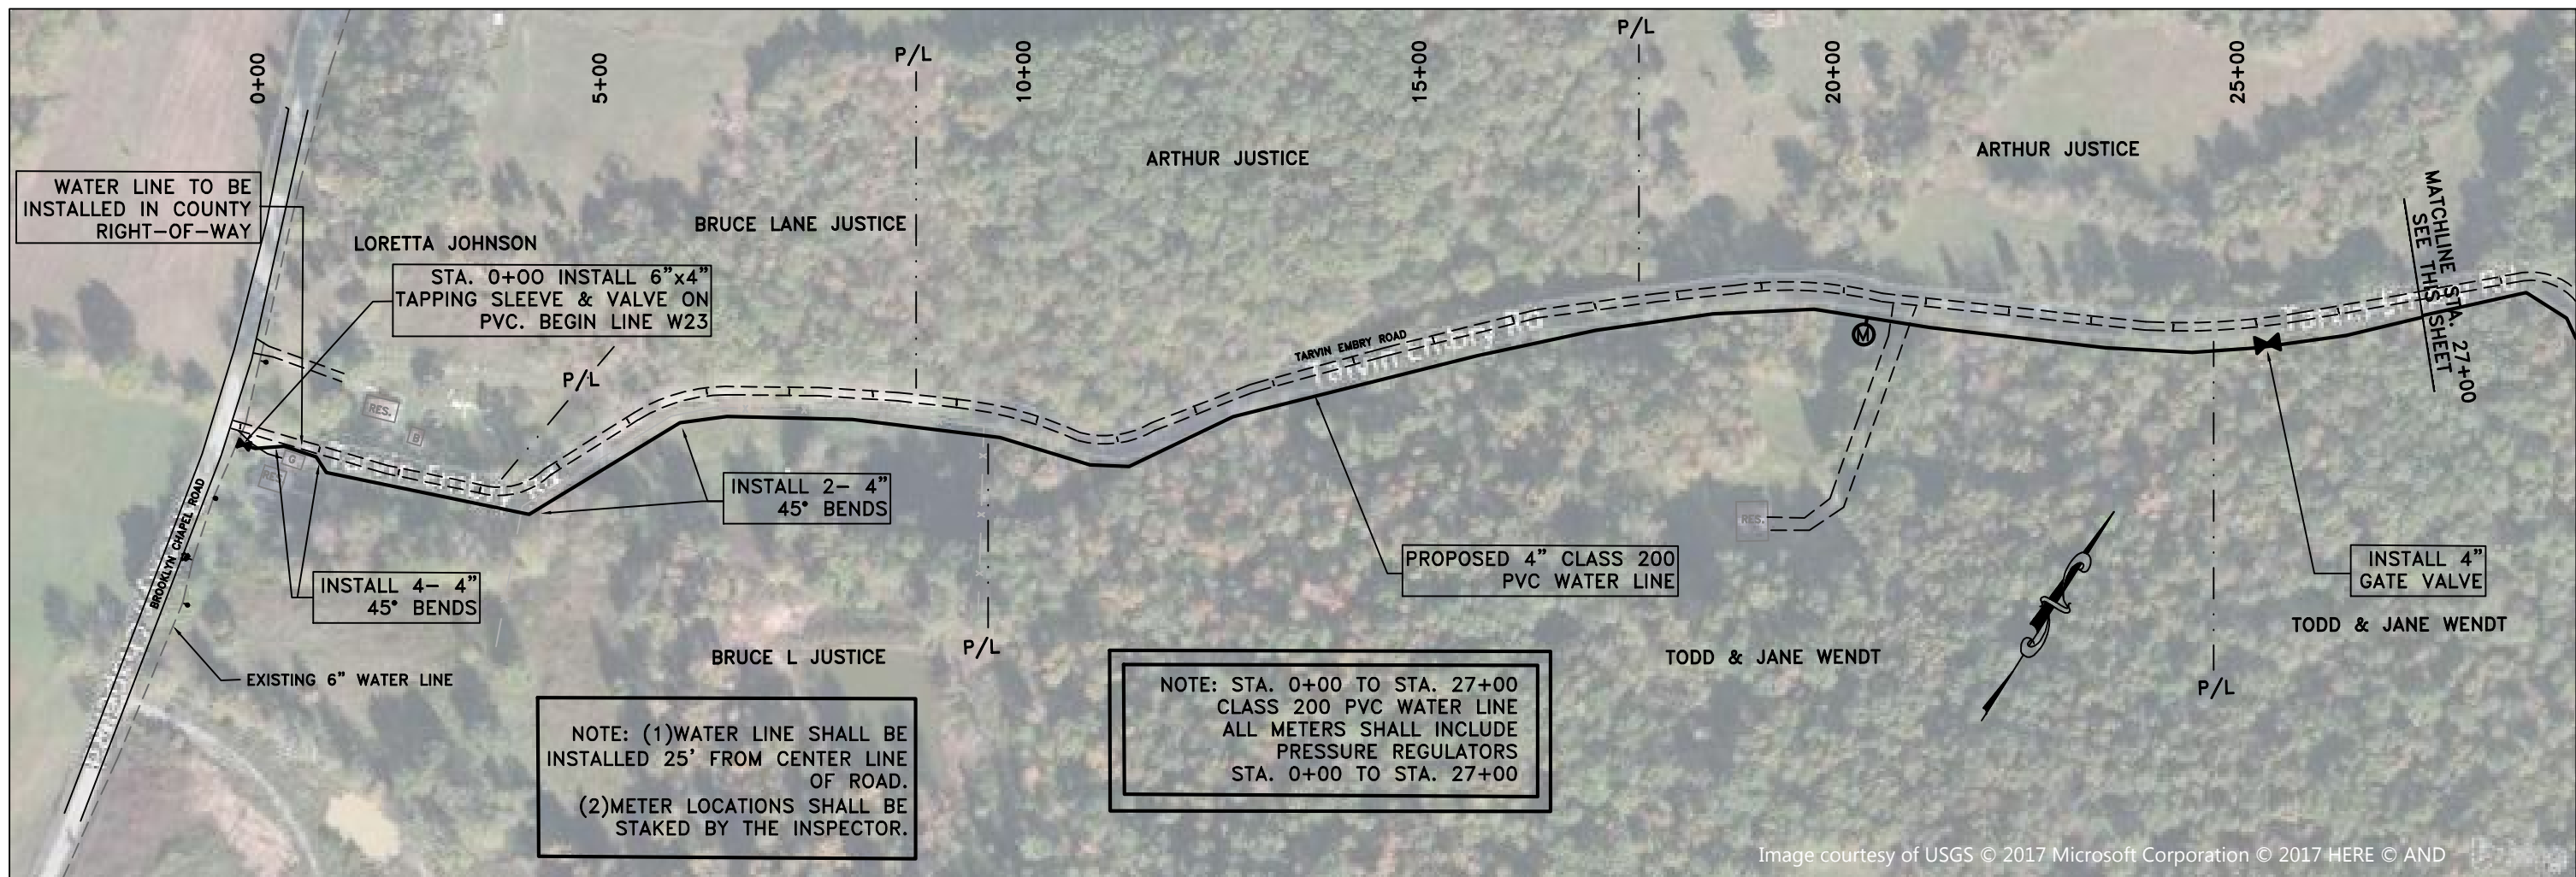 0+00
5+00
P/L
10+00
15+00
P/L
20+00
25+00
ARTHUR JUSTICE
ARTHUR JUSTICE
MATCHLINE STA. 27+00
SEE THIS SHEET
WATER LINE TO BE
INSTALLED IN COUNTY
RIGHT-OF-WAY
BRUCE LANE JUSTICE
LORETTA JOHNSON
STA. 0+00 INSTALL 6"x4"
TAPPING SLEEVE & VALVE ON
PVC. BEGIN LINE W23
P/L
TARVIN EMBRY ROAD
Tarvin Embry Rd
M
RES.
B
G
RES.
BROOKLYN CHAPEL ROAD
INSTALL 2- 4"
45° BENDS
RES.
INSTALL 4- 4"
45° BENDS
PROPOSED 4" CLASS 200
PVC WATER LINE
INSTALL 4"
GATE VALVE
TODD & JANE WENDT
P/L
BRUCE L JUSTICE
TODD & JANE WENDT
P/L
EXISTING 6" WATER LINE
NOTE: (1)WATER LINE SHALL BE
INSTALLED 25' FROM CENTER LINE
OF ROAD.
(2)METER LOCATIONS SHALL BE
STAKED BY THE INSPECTOR.
NOTE: STA. 0+00 TO STA. 27+00
CLASS 200 PVC WATER LINE
ALL METERS SHALL INCLUDE
PRESSURE REGULATORS
STA. 0+00 TO STA. 27+00
Image courtesy of USGS © 2017 Microsoft Corporation © 2017 HERE © AND